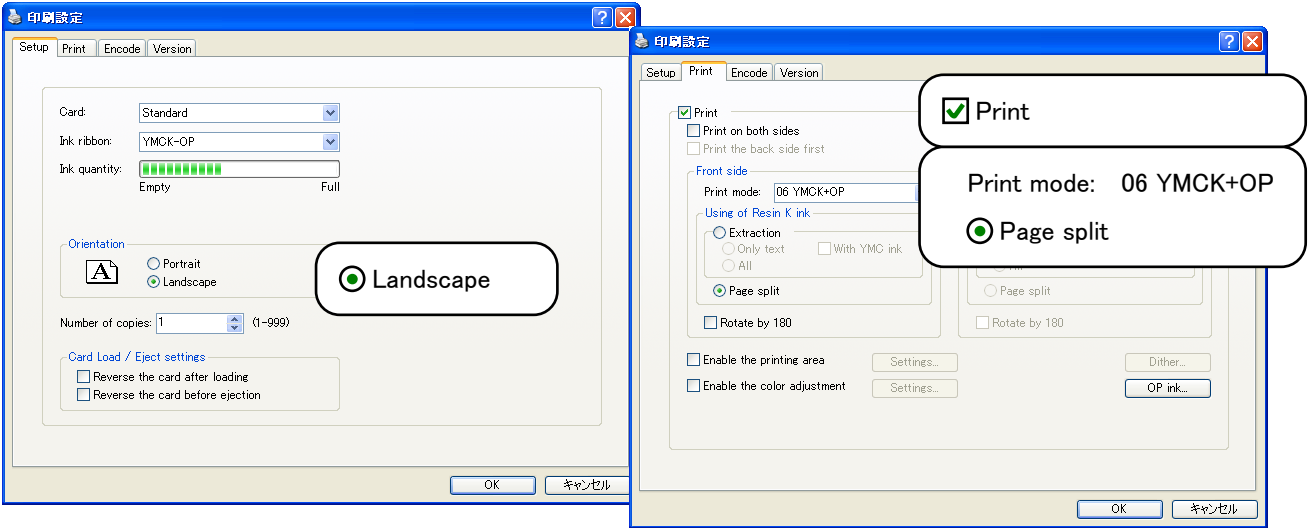 印刷設定
Setup Print Encode Version
Card: Standard
Ink ribbon: YMCK-OP
Ink quantity:
Empty Full
Orientation
A
Portrait
Landscape
Landscape
Number of copies: 1 (1-999)
Card Load / Eject settings
Reverse the card after loading
Reverse the card before ejection
OK キャンセル
印刷設定
Setup Print Encode Version
Print
Print on both sides
Print the back side first
Front side
Print mode: 06 YMCK+OP
Using of Resin K ink
Extraction
Only text With YMC ink
All
Page split
Rotate by 180
Page split
Rotate by 180
Enable the printing area Settings... Dither...
Enable the color adjustment Settings... OP ink...
OK キャンセル
Print
Print mode: 06 YMCK+OP
Page split